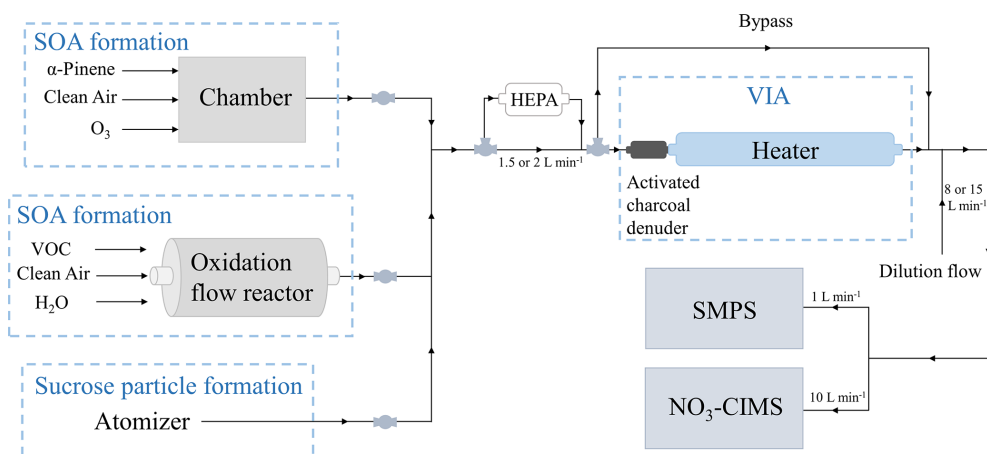 SOA formation
α-Pinene
Clean Air
O₃
Chamber
SOA formation
VOC
Clean Air
H₂O
Oxidation
flow reactor
Sucrose particle formation
Atomizer
HEPA
1.5 or 2 L min⁻¹
Bypass
VIA
Heater
Activated
charcoal
denuder
8 or 15
L min⁻¹
Dilution flow
SMPS
1 L min⁻¹
NO₃-CIMS
10 L min⁻¹